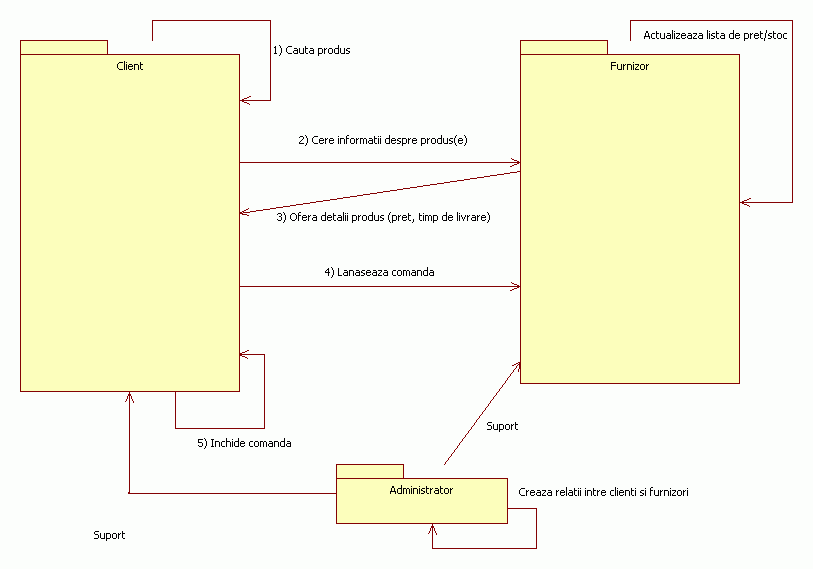 Actualizeaza lista de pret/stoc
1) Cauta produs
Client
Furnizor
2) Cere informatii despre produs(e)
3) Ofera detalii produs (pret, timp de livrare)
4) Lanaseaza comanda
Suport
5) Inchide comanda
Administrator
Creaza relatii intre clienti si furnizori
Suport